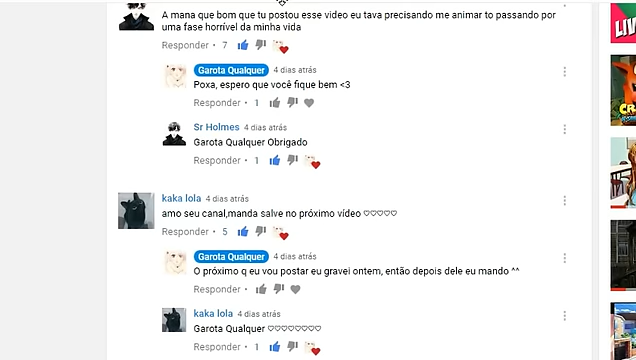 A mana que bom que tu postou esse video eu tava precisando me animar to passando por
uma fase horrível da minha vida
Responder • 7
Garota Qualquer 4 dias atrás
Poxa, espero que você fique bem <3
Responder • 1
Sr Holmes 4 dias atrás
Garota Qualquer Obrigado
Responder • 1
kaka lola 4 dias atrás
amo seu canal,manda salve no próximo vídeo ♡♡♡♡♡
Responder • 5
Garota Qualquer 4 dias atrás
O próximo q eu vou postar eu gravei ontem, então depois dele eu mando ^^
Responder •
kaka lola 4 dias atrás
Garota Qualquer ♡♡♡♡♡♡♡♡
Responder • 1
LIV